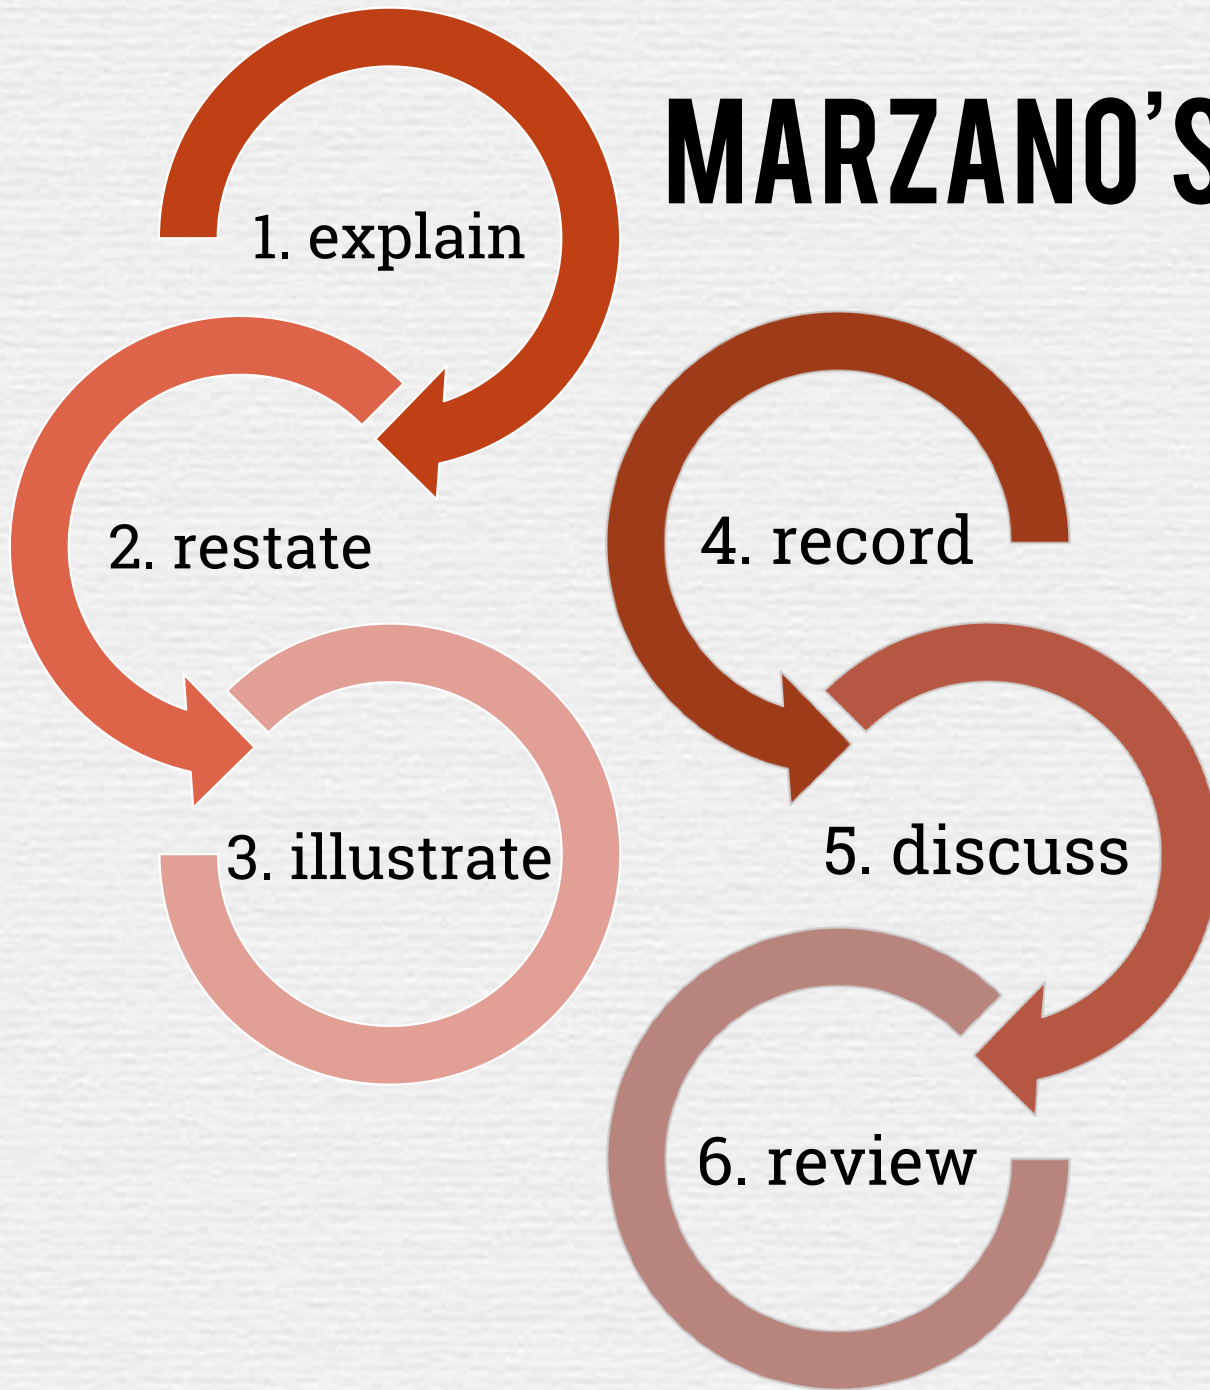 MARZANO'S
1. explain
2. restate
3. illustrate
4. record
5. discuss
6. review